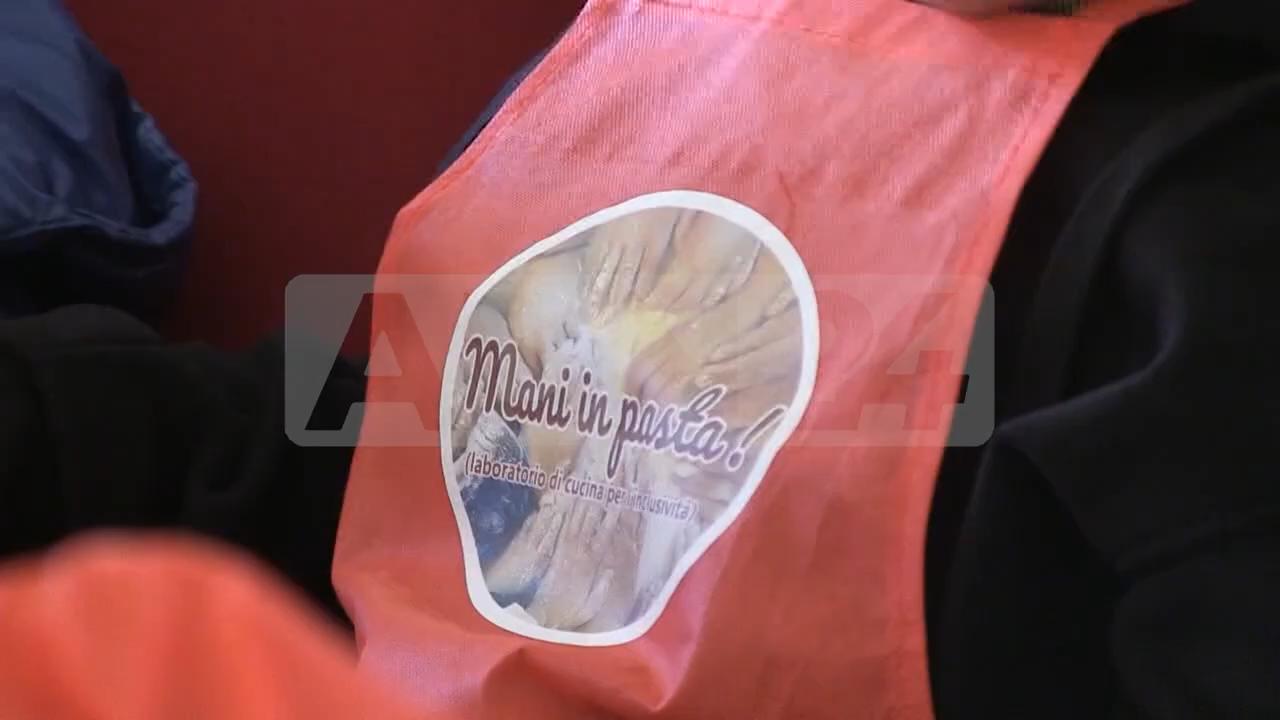 Mani in pasta!
(laboratorio di cucina per l'inclusività)